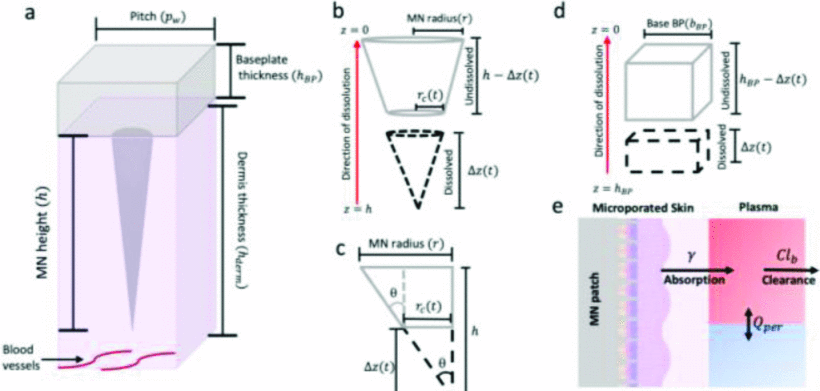 a
Pitch (p_w)
Baseplate
thickness (h_BP)
MN height (h)
Dermis thickness (h_derm)
Blood
vessels
b
z = 0
MN radius(r)
Direction of dissolution
r_c(t)
Undissolved
h − Δz(t)
Dissolved
Δz(t)
z = h
c
MN radius (r)
θ
r_c(t)
h
Δz(t)
θ
d
z = 0
Base BP(b_BP)
Direction of dissolution
Undissolved
h_BP − Δz(t)
Dissolved
Δz(t)
z = h_BP
e
Microporated Skin
Plasma
MN patch
γ
Absorption
Cl_b
Clearance
Q_per